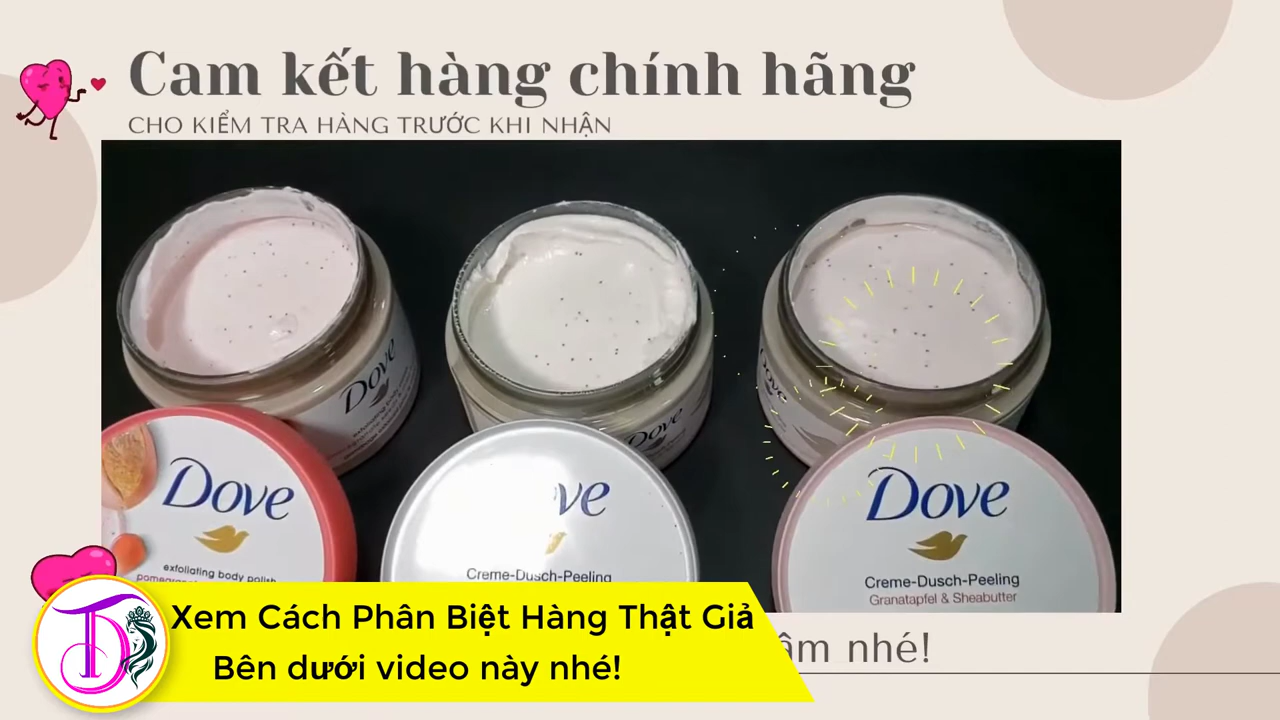 Cam kết hàng chính hãng
CHO KIỂM TRA HÀNG TRƯỚC KHI NHẬN
Dove
Dove
Dove
Dove
exfoliating body polish
Dove
Creme-Dusch-Peeling
Granatapfel & Sheabutter
Creme-Dusch-Peeling
Xem Cách Phân Biệt Hàng Thật Giả
Bên dưới video này nhé!
nhé!
TD